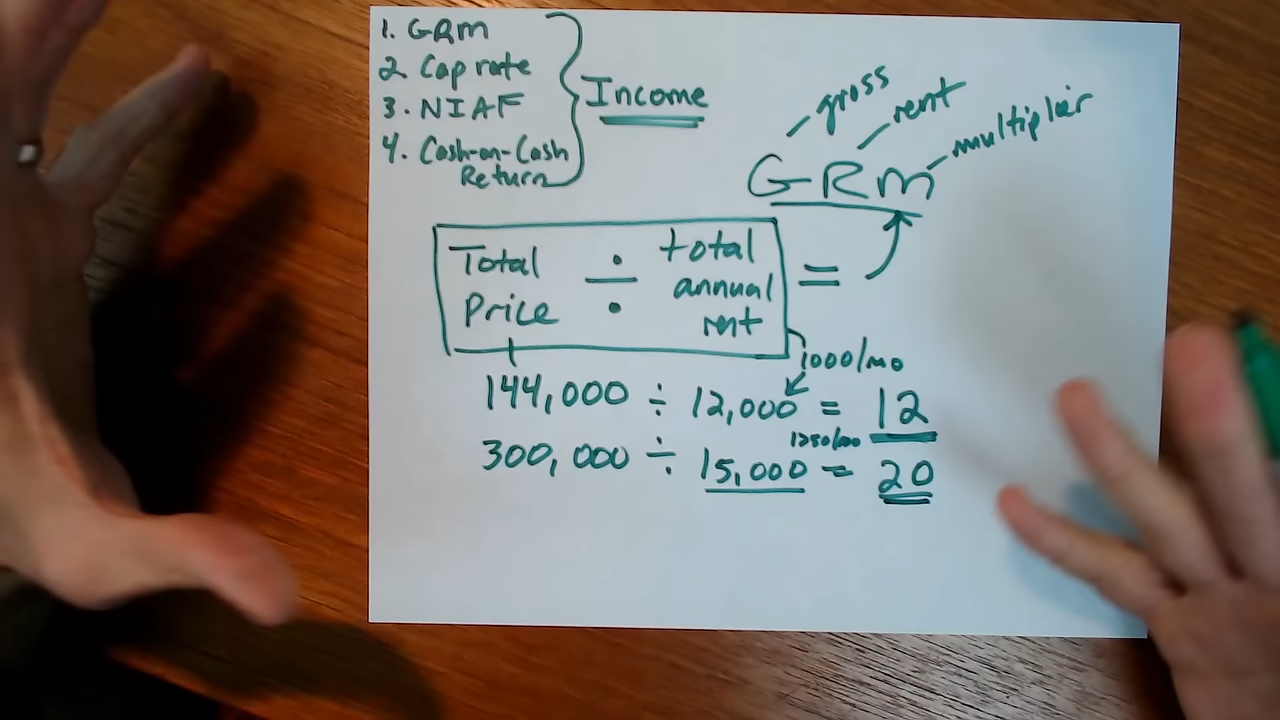 1. GRM
2. Cap rate
3. NIAF
4. Cash-on-Cash
Return
Income
gross
rent
multiplier
GRM
Total
Price
÷
total
annual
rent
=
1000/mo
144,000 ÷ 12,000 = 12
1250/mo
300,000 ÷ 15,000 = 20